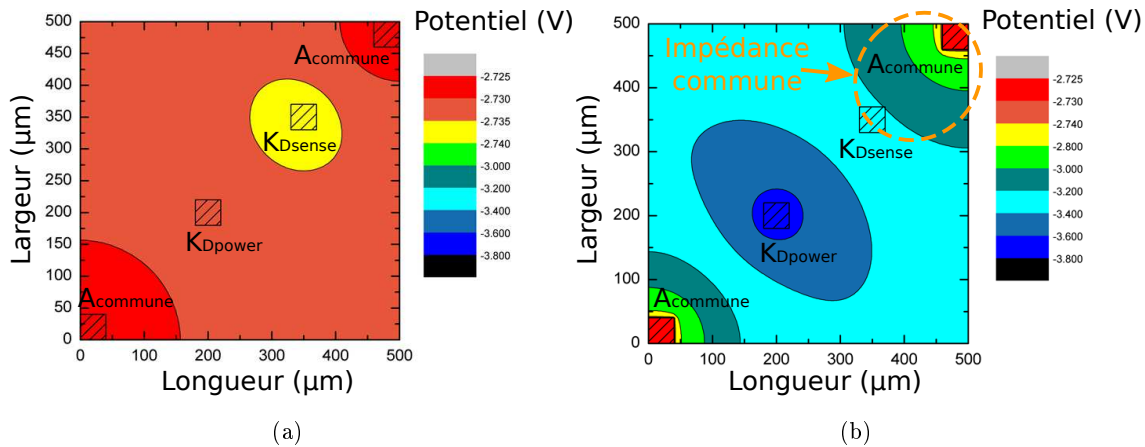 Potentiel (V)
500
450
400
350
300
250
200
150
100
50
0
Largeur (µm)
Acommune
KDsense
KDpower
Acommune
-2.725
-2.730
-2.735
-2.740
-3.000
-3.200
-3.400
-3.600
-3.800
0
100
200
300
400
500
Longueur (µm)
(a)
Potentiel (V)
500
400
300
200
100
0
Largeur (µm)
Impédance
commune
Acommune
KDsense
KDpower
Acommune
-2.725
-2.730
-2.740
-2.740
-3.000
-3.200
-3.400
-3.600
-3.800
0
100
200
300
400
500
Longueur (µm)
(b)